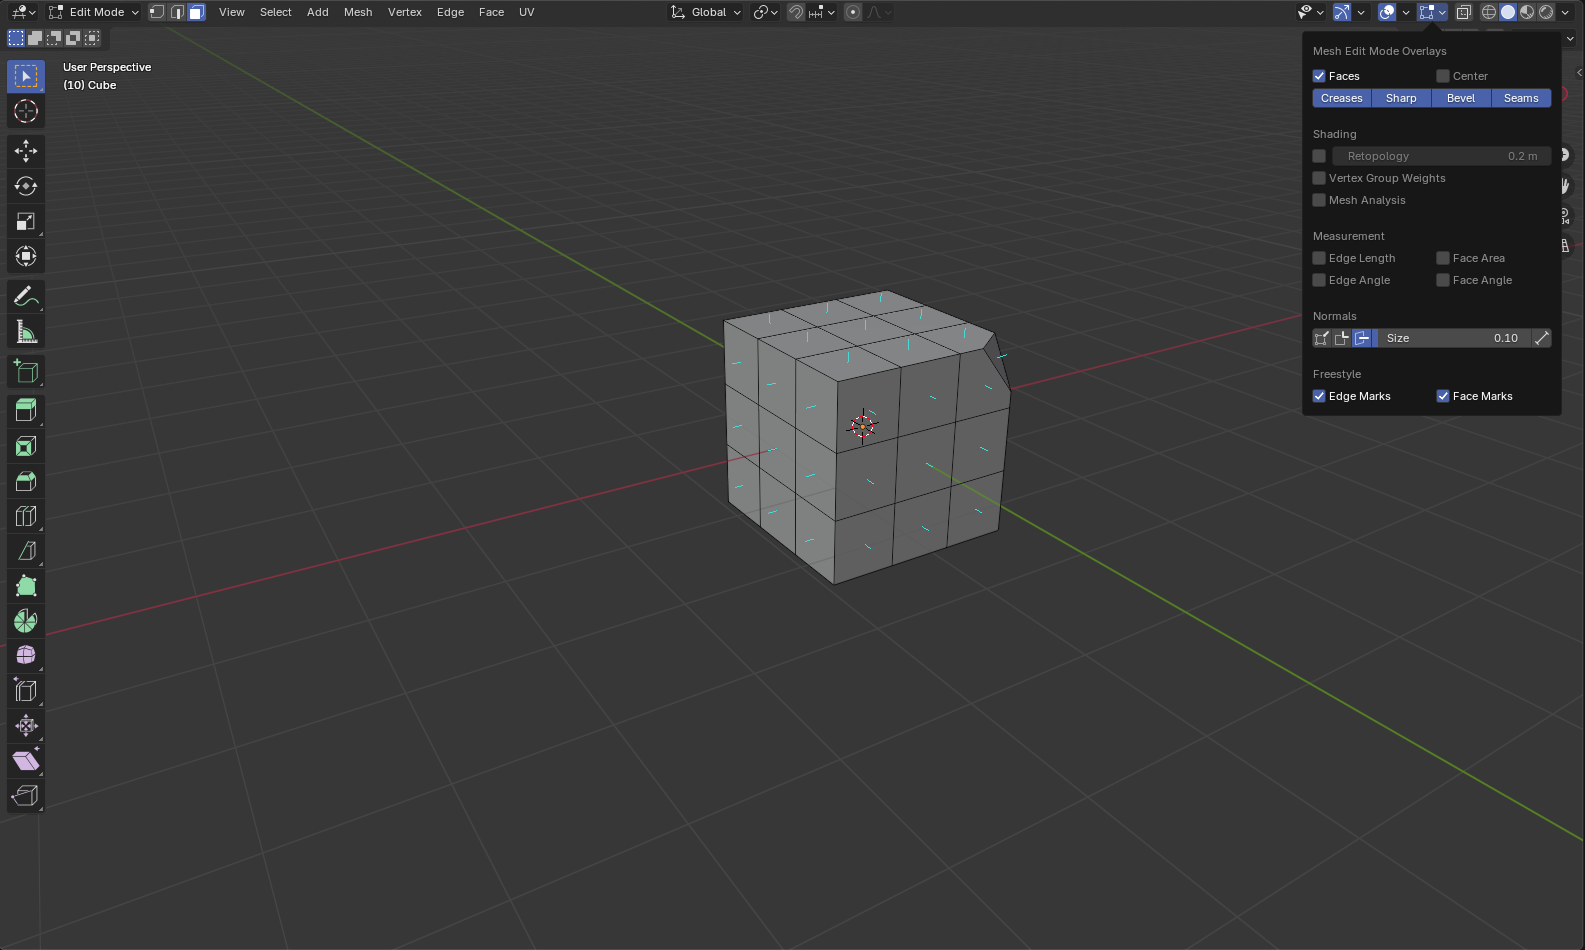 Edit Mode View Select Add Mesh Vertex Edge Face UV Global
User Perspective
(10) Cube
Mesh Edit Mode Overlays
Faces Center
Creases Sharp Bevel Seams
Shading
Retopology 0.2 m
Vertex Group Weights
Mesh Analysis
Measurement
Edge Length Face Area
Edge Angle Face Angle
Normals
Size 0.10
Freestyle
Edge Marks Face Marks